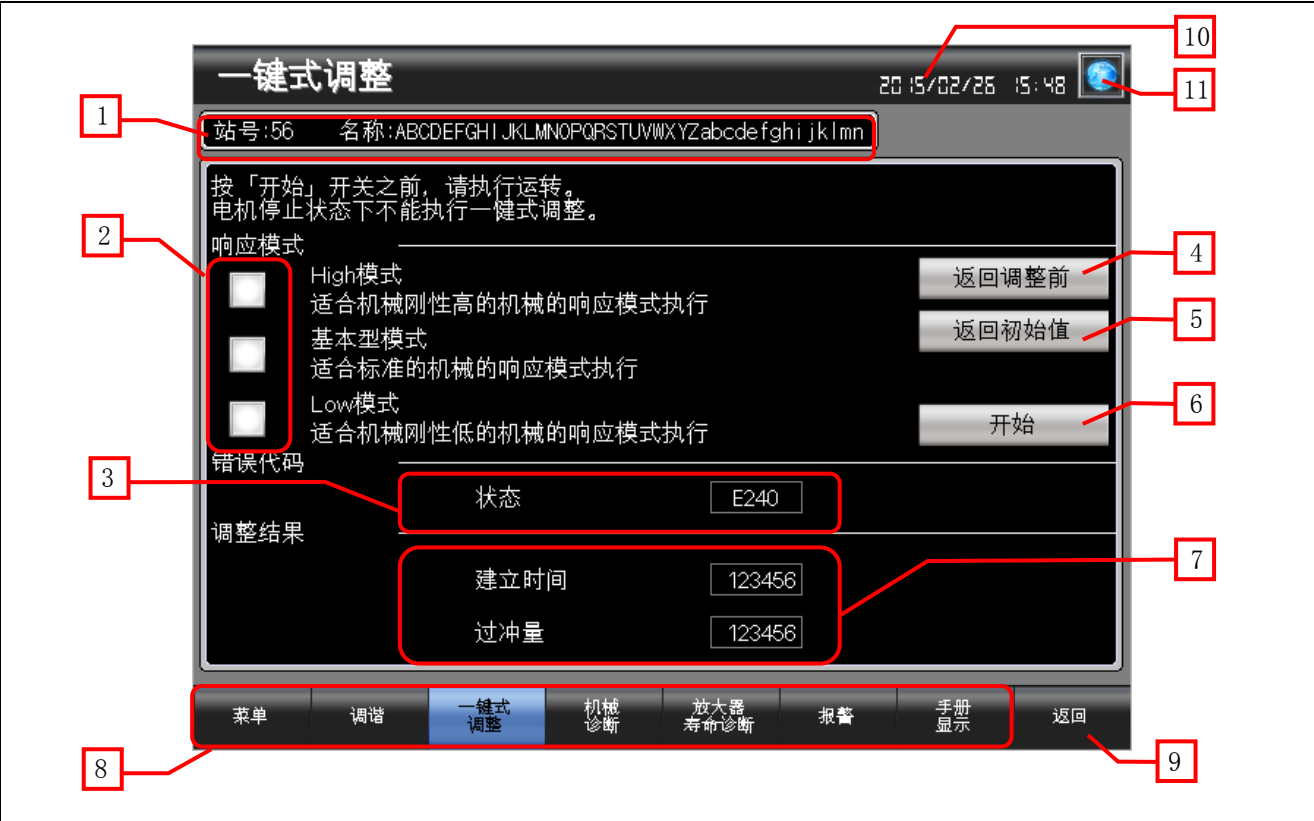 10
一键式调整
2015/02/26 15:48
11
1
站号:56 名称:ABCDEFGHIJKLMNOPQRSTUVWXYZabcdefghijklmn
按「开始」开关之前, 请执行运转。
电机停止状态下不能执行一键式调整。
2
响应模式
4
High模式
返回调整前
适合机械刚性高的机械的响应模式执行
5
基本型模式
返回初始值
适合标准的机械的响应模式执行
6
Low模式
开始
适合机械刚性低的机械的响应模式执行
错误代码
3
状态 E240
调整结果
7
建立时间 123456
过冲量 123456
菜单
调谐
一键式
调整
机械
诊断
放大器
寿命诊断
报警
手册
显示
返回
8
9